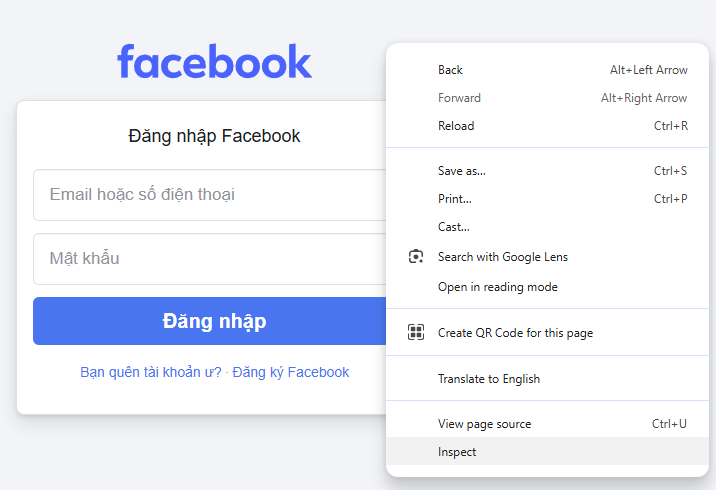 facebook
Đăng nhập Facebook
Email hoặc số điện thoại
Mật khẩu
Đăng nhập
Bạn quên tài khoản ư? · Đăng ký Facebook
Back Alt+Left Arrow
Forward Alt+Right Arrow
Reload Ctrl+R
Save as... Ctrl+S
Print... Ctrl+P
Cast...
Search with Google Lens
Open in reading mode
Create QR Code for this page
Translate to English
View page source Ctrl+U
Inspect